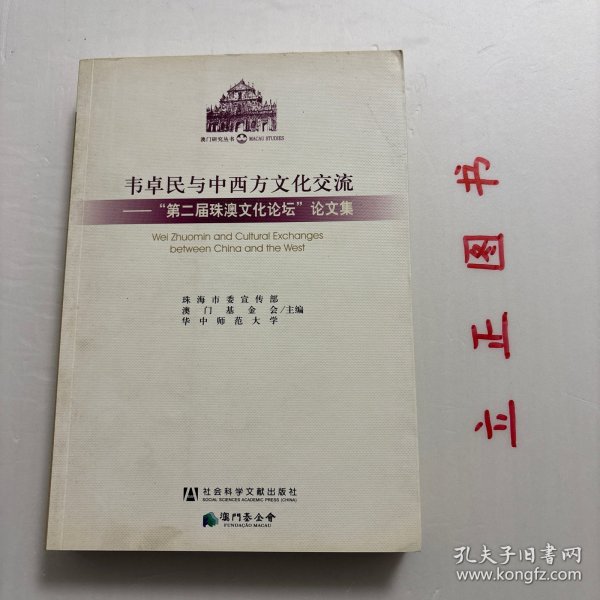 澳门研究丛书 MACAU STUDIES
韦卓民与中西方文化交流
——“第二届珠澳文化论坛”论文集
Wei Zhuomin and Cultural Exchanges
between China and the West
珠海市委宣传部
澳门基金会/主编
华中师范大学
社会科学文献出版社
SOCIAL SCIENCES ACADEMIC PRESS (CHINA)
澳門基金會
FUNDAÇÃO MACAU
立正图书
孔夫子旧书网
www.kongfz.com